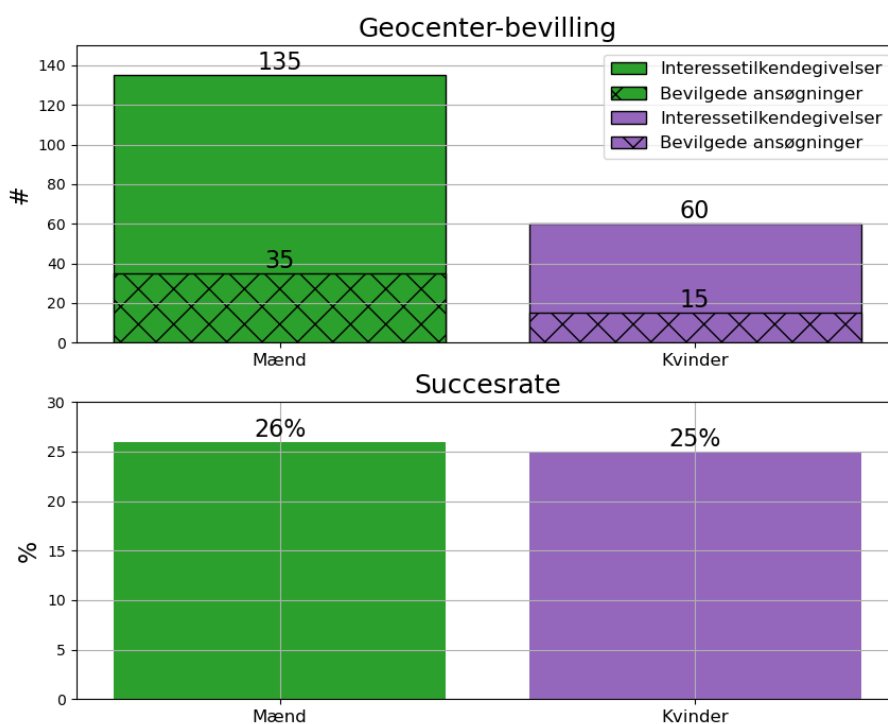 Geocenter-bevilling
140
120
100
80
60
40
20
0
#
135
35
60
15
Interessetilkendegivelser
Bevilgede ansøgninger
Interessetilkendegivelser
Bevilgede ansøgninger
Mænd
Kvinder
Succesrate
30
25
20
15
10
5
0
%
26%
25%
Mænd
Kvinder